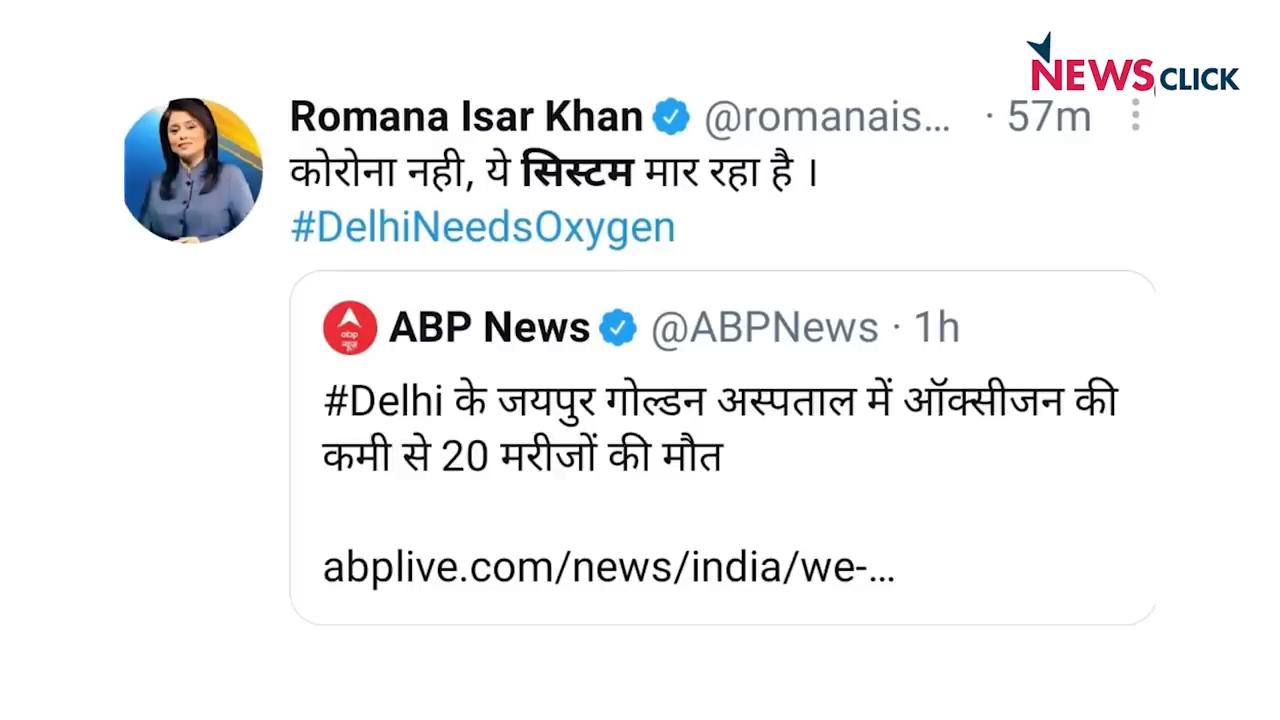 NEWSCLICK
Romana Isar Khan @romanais... · 57m
कोरोना नही, ये सिस्टम मार रहा है ।
#DelhiNeedsOxygen
ABP News @ABPNews · 1h
#Delhi के जयपुर गोल्डन अस्पताल में ऑक्सीजन की
कमी से 20 मरीजों की मौत
abplive.com/news/india/we-...
abp
न्यूज़